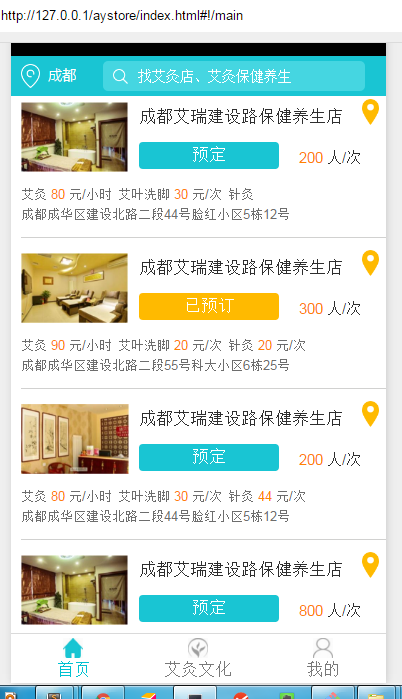 http://127.0.0.1/aystore/index.html#!/main
成都 找艾灸店、艾灸保健养生
成都艾瑞建设路保健养生店
预定 200 人/次
艾灸 80 元/小时 艾叶洗脚 30 元/次 针灸
成都成华区建设北路二段44号脸红小区5栋12号
成都艾瑞建设路保健养生店
已预订 300 人/次
艾灸 90 元/小时 艾叶洗脚 20 元/次 针灸 20 元/次
成都成华区建设北路二段55号科大小区6栋25号
成都艾瑞建设路保健养生店
预定 200 人/次
艾灸 80 元/小时 艾叶洗脚 30 元/次 针灸 44 元/次
成都成华区建设北路二段44号脸红小区5栋12号
成都艾瑞建设路保健养生店
预定 800 人/次
首页 艾灸文化 我的